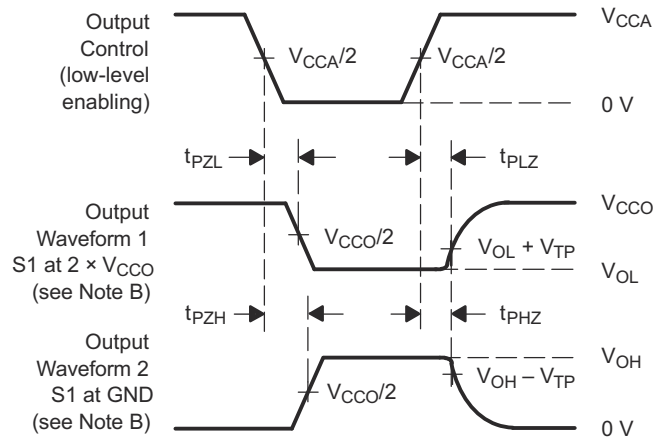 Output
Control
(low-level
enabling)
VCCA/2
VCCA/2
VCCA
0 V
tPZL
tPLZ
Output
Waveform 1
S1 at 2 × VCCO
(see Note B)
VCCO/2
VCCO
VOL + VTP
VOL
tPZH
tPHZ
Output
Waveform 2
S1 at GND
(see Note B)
VCCO/2
VOH
VOH – VTP
0 V